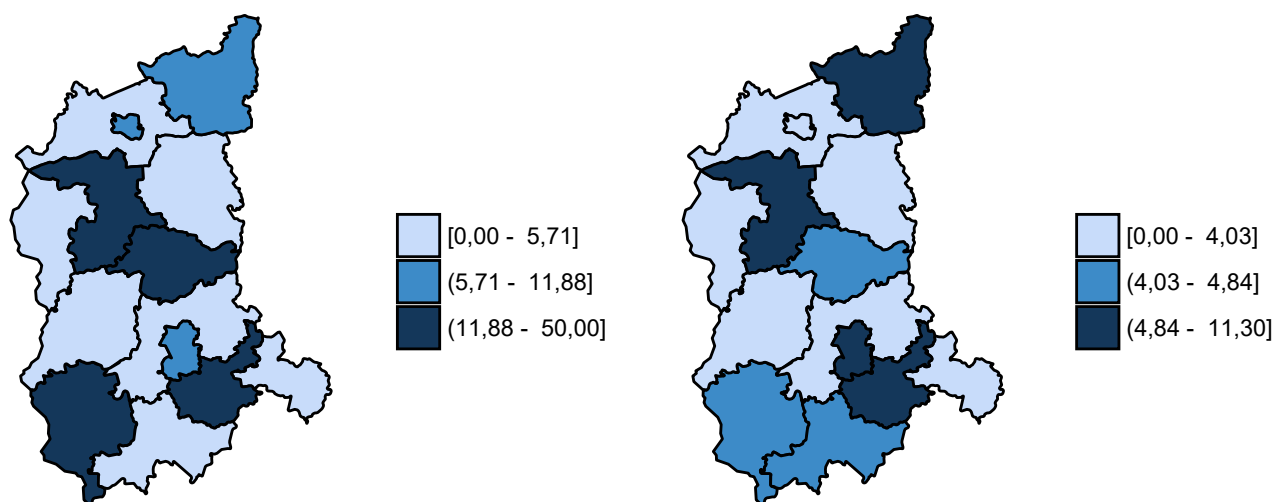 [0,00 - 5,71]
(5,71 - 11,88]
(11,88 - 50,00]
[0,00 - 4,03]
(4,03 - 4,84]
(4,84 - 11,30]